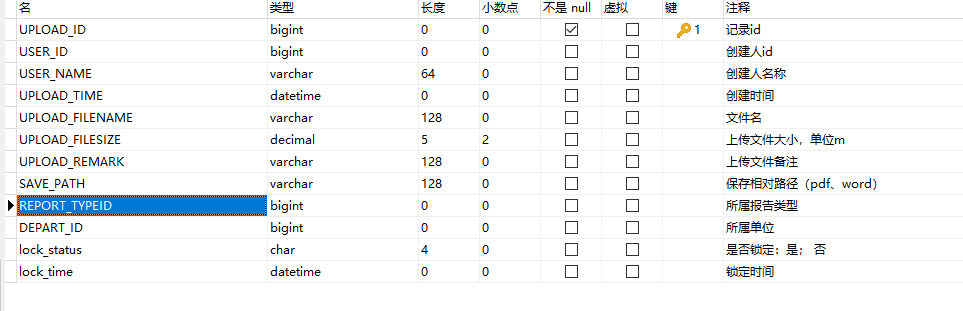 名 类型 长度 小数点 不是 null 虚拟 键 注释
UPLOAD_ID bigint 0 0 1 记录id
USER_ID bigint 0 0 创建人id
USER_NAME varchar 64 0 创建人名称
UPLOAD_TIME datetime 0 0 创建时间
UPLOAD_FILENAME varchar 128 0 文件名
UPLOAD_FILESIZE decimal 5 2 上传文件大小，单位m
UPLOAD_REMARK varchar 128 0 上传文件备注
SAVE_PATH varchar 128 0 保存相对路径（pdf、word）
REPORT_TYPEID bigint 0 0 所属报告类型
DEPART_ID bigint 0 0 所属单位
lock_status char 4 0 是否锁定：是； 否
lock_time datetime 0 0 锁定时间